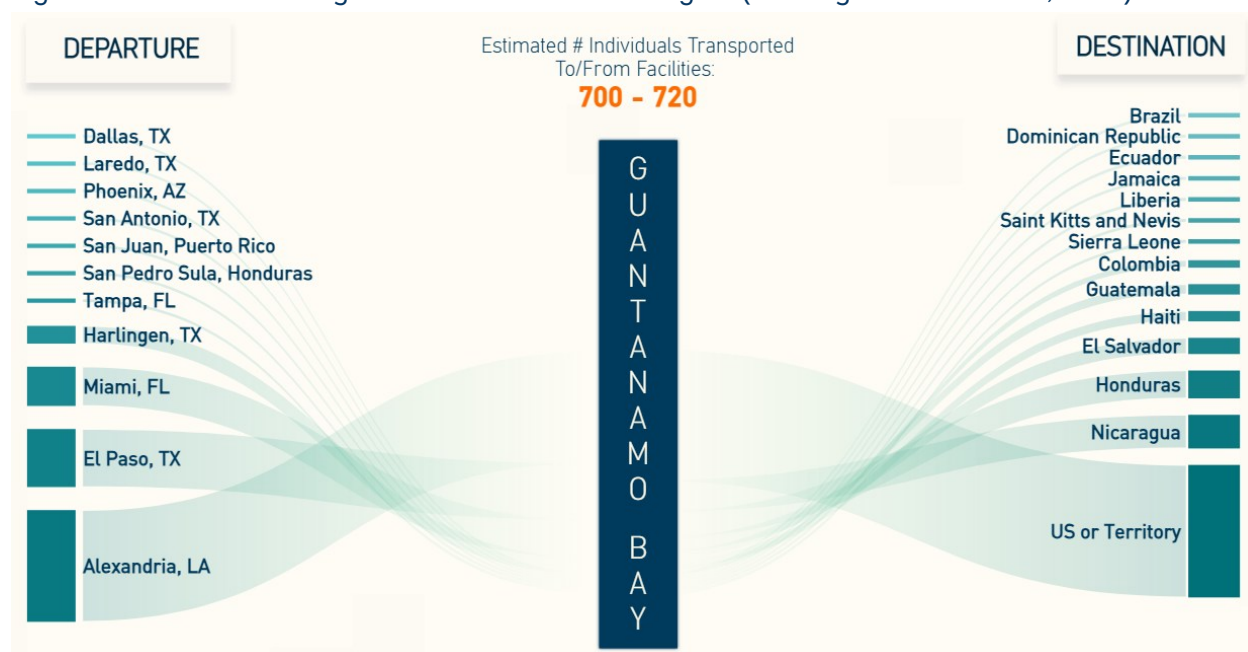 DEPARTURE
Estimated # Individuals Transported
To/From Facilities:
700 - 720
DESTINATION
Dallas, TX
Laredo, TX
Phoenix, AZ
San Antonio, TX
San Juan, Puerto Rico
San Pedro Sula, Honduras
Tampa, FL
Harlingen, TX
Miami, FL
El Paso, TX
Alexandria, LA
GUANTANAMO BAY
Brazil
Dominican Republic
Ecuador
Jamaica
Liberia
Saint Kitts and Nevis
Sierra Leone
Colombia
Guatemala
Haiti
El Salvador
Honduras
Nicaragua
US or Territory